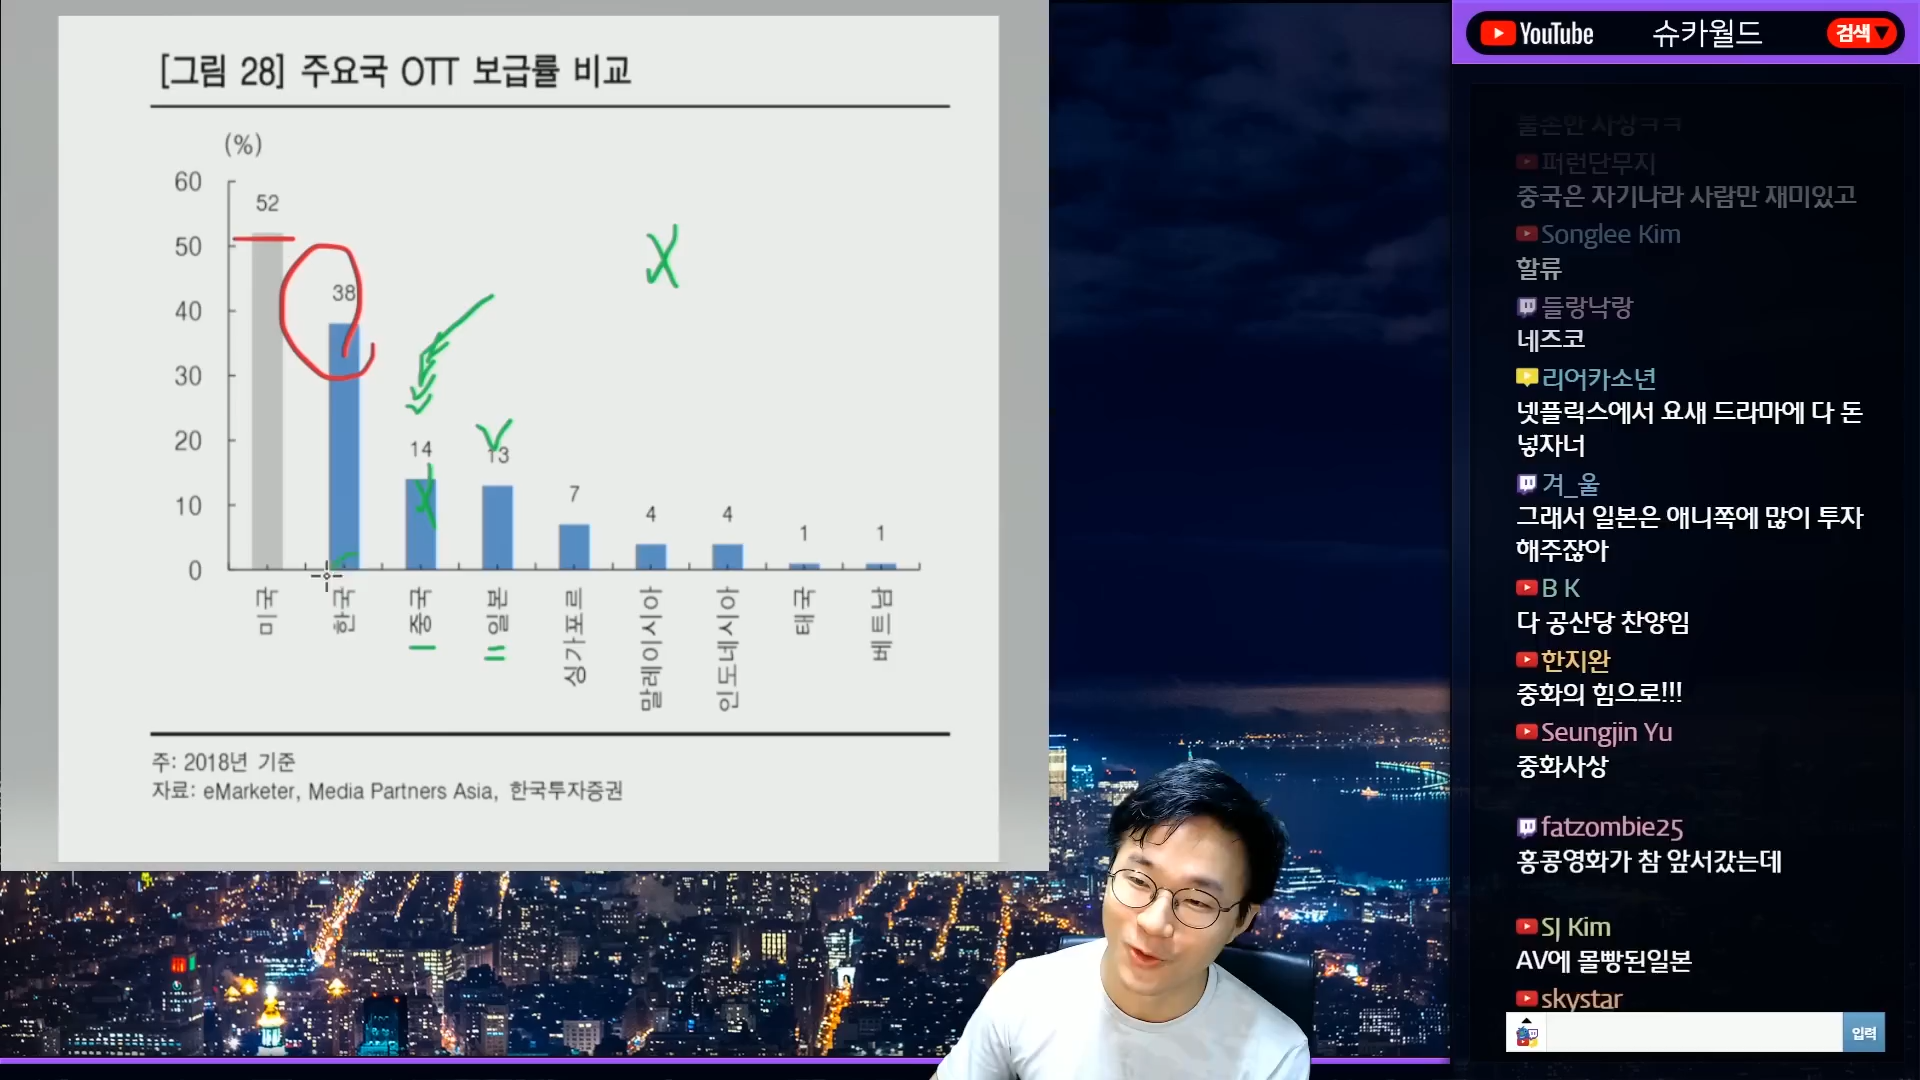 [그림 28] 주요국 OTT 보급률 비교
(%)
60
50
40
30
20
10
0
52
38
14
13
7
4
4
1
1
미국
한국
중국
일본
싱가포르
말레이시아
인도네시아
태국
베트남
주: 2018년 기준
자료: eMarketer, Media Partners Asia, 한국투자증권
YouTube 슈카월드 검색▼
불손한 사상ㅋㅋ
퍼런단무지
중국은 자기나라 사람만 재미있고
Songlee Kim
할류
들랑낙랑
네즈코
리어카소년
넷플릭스에서 요새 드라마에 다 돈
넣자너
겨_울
그래서 일본은 애니쪽에 많이 투자
해주잖아
B K
다 공산당 찬양임
한지완
중화의 힘으로!!!
Seungjin Yu
중화사상
fatzombie25
홍콩영화가 참 앞서갔는데
SJ Kim
AV에 몰빵된일본
skystar
입력